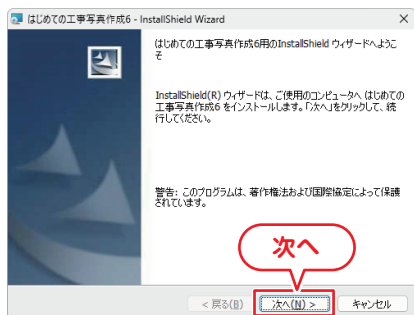 はじめての工事写真作成6 - InstallShield Wizard
はじめての工事写真作成6用のInstallShield ウィザードへようこ
そ
InstallShield(R) ウィザードは、ご使用のコンピュータへ はじめての
工事写真作成6 をインストールします。「次へ」をクリックして、続
行してください。
警告: このプログラムは、著作権法および国際協定によって保護
されています。
次へ
< 戻る(B)
次へ(N) >
キャンセル